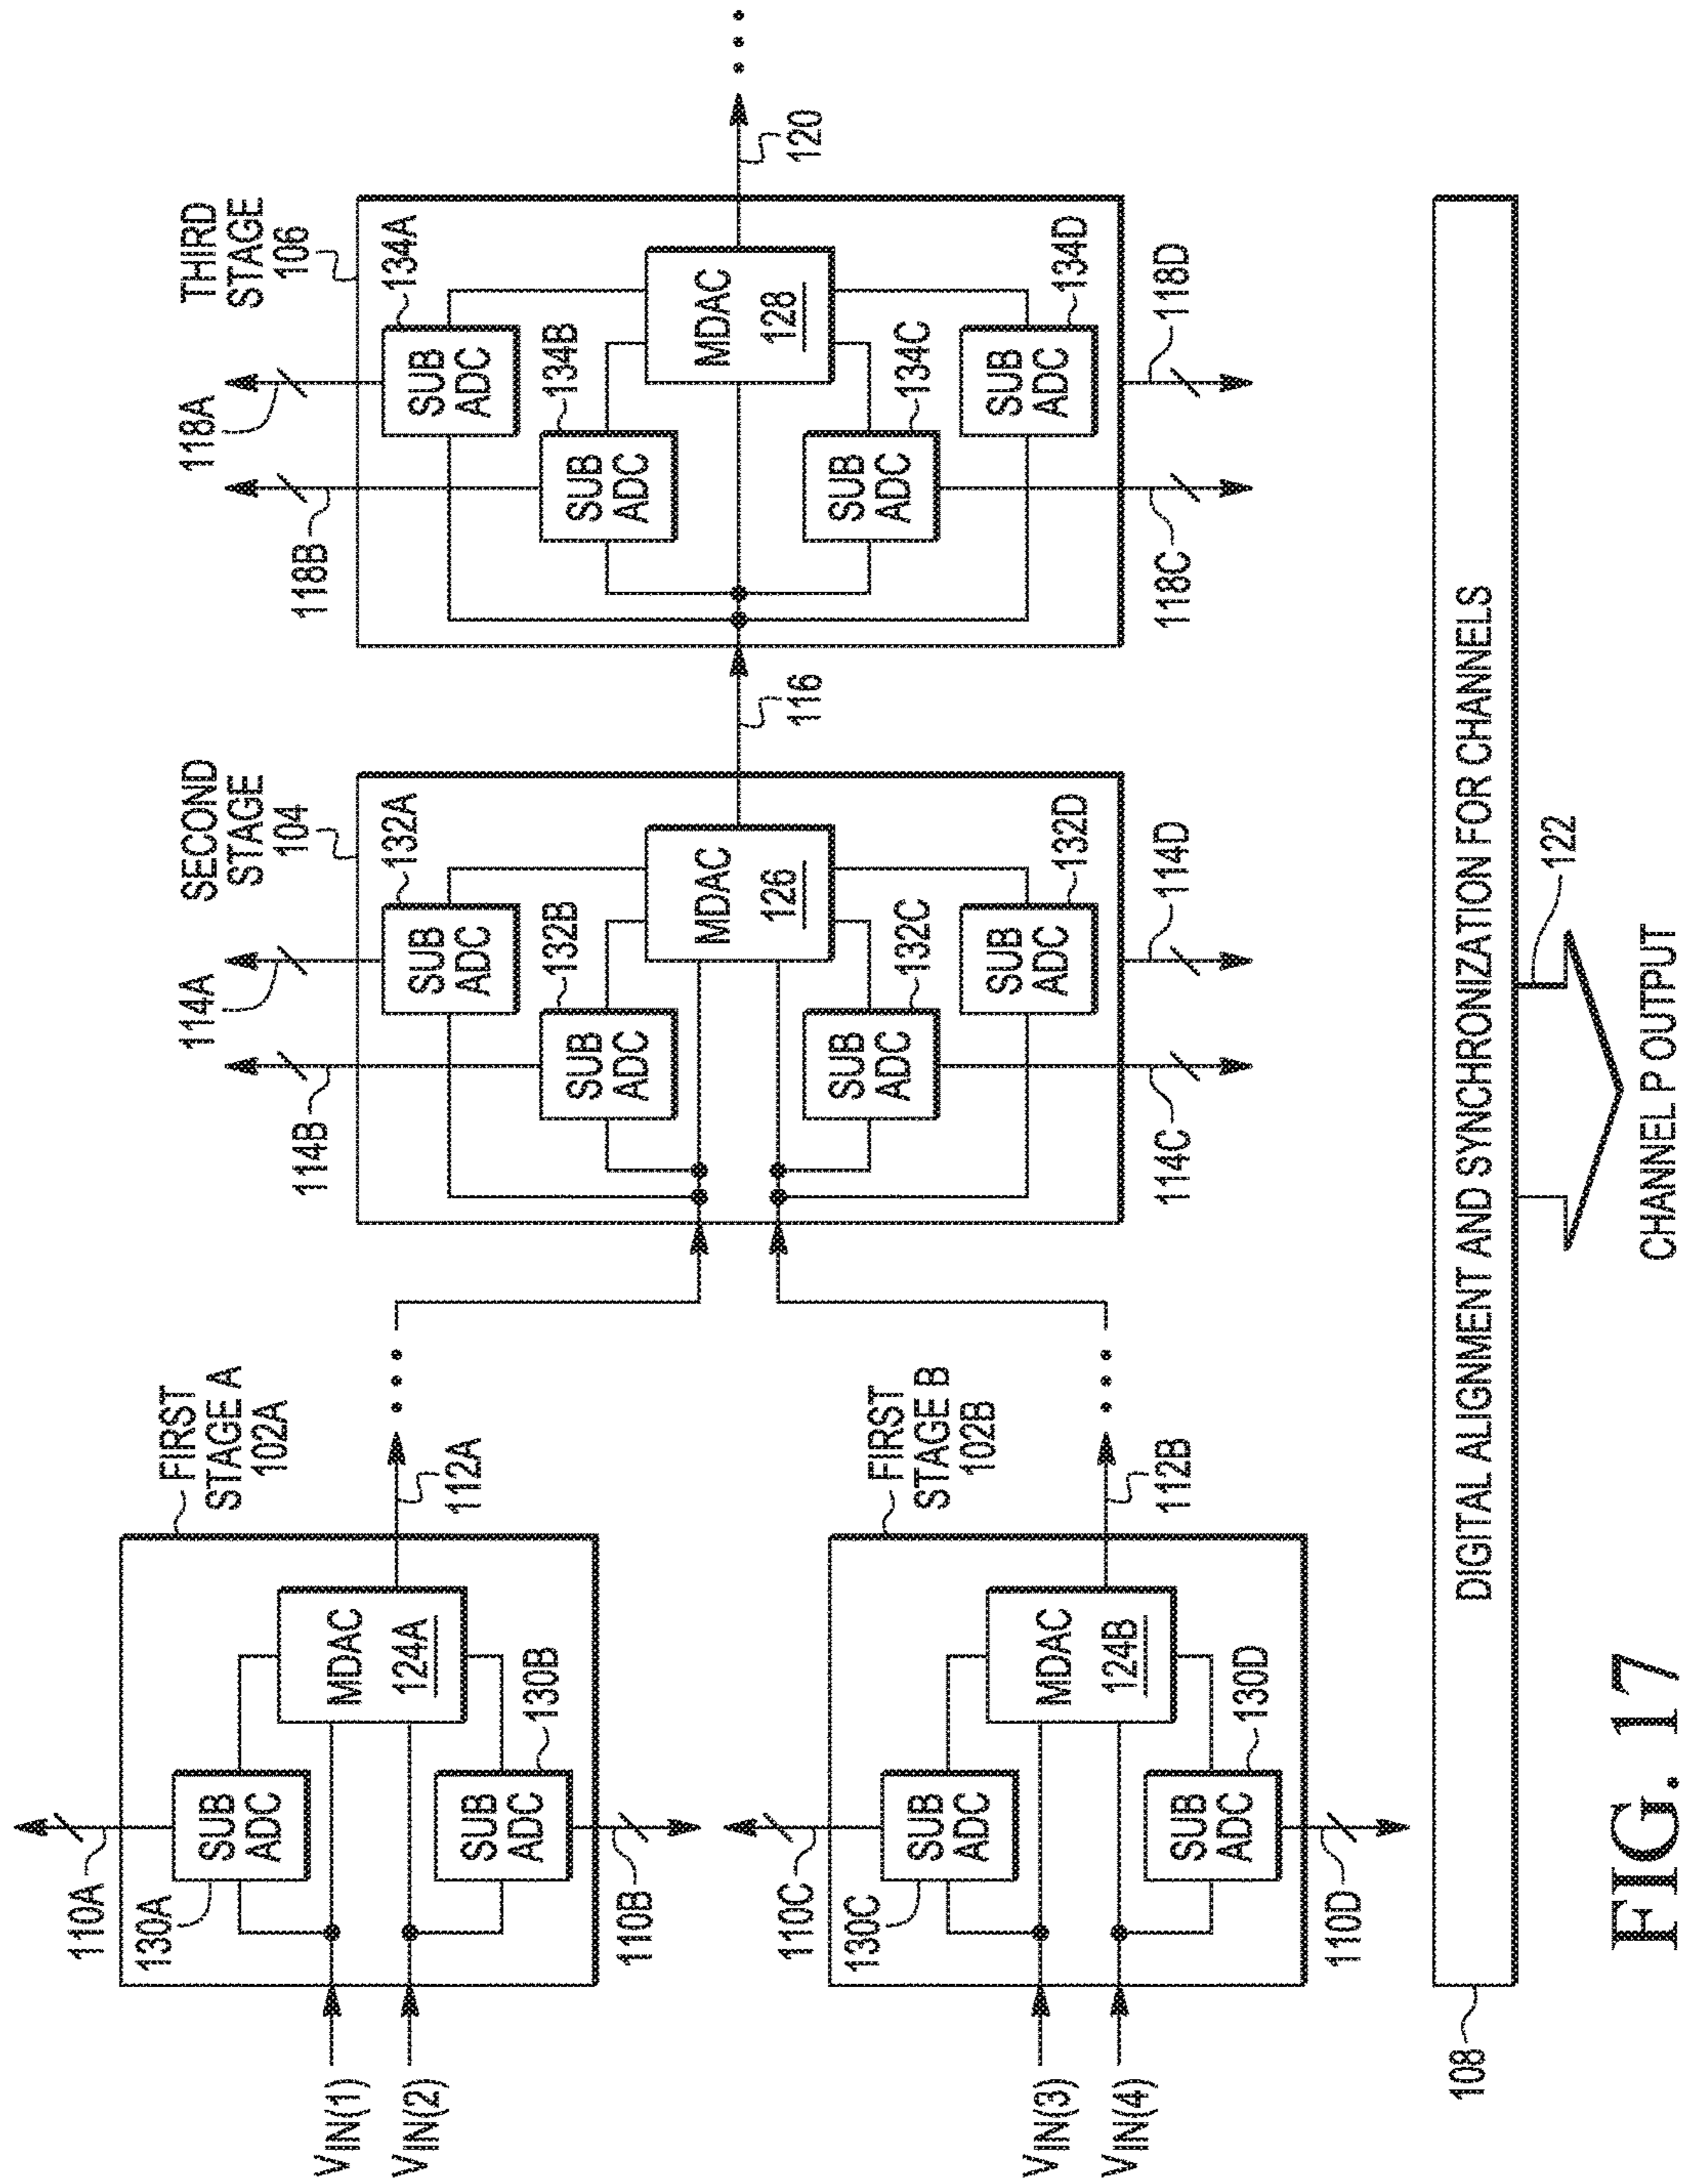 FIRST
STAGE A
102A
110A
130A
SUB
ADC
MDAC
124A
112A
VIN(1)
VIN(2)
SUB
ADC
130B
110B
FIRST
STAGE B
102B
110C
130C
SUB
ADC
MDAC
124B
112B
VIN(3)
VIN(4)
SUB
ADC
130D
110D
SECOND
STAGE
104
114A
114B
132A
SUB
ADC
132B
SUB
ADC
MDAC
126
116
132C
SUB
ADC
132D
SUB
ADC
114C
114D
THIRD
STAGE
106
118A
118B
134A
SUB
ADC
134B
SUB
ADC
MDAC
128
120
134C
SUB
ADC
134D
SUB
ADC
118C
118D
108
DIGITAL ALIGNMENT AND SYNCHRONIZATION FOR CHANNELS
122
CHANNEL P OUTPUT
FIG. 17